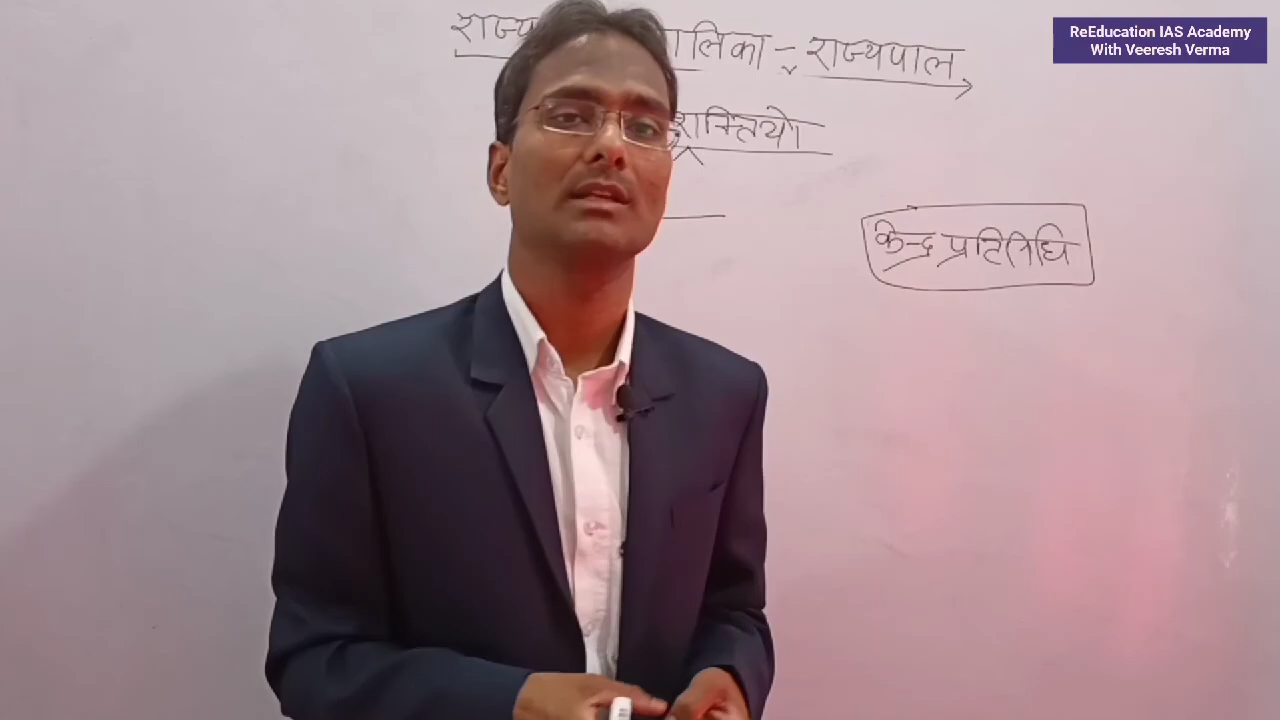 ReEducation IAS Academy
With Veeresh Verma
राज्य ालिका - राज्यपाल
शक्तियो
केन्द्र प्रतिनिधि